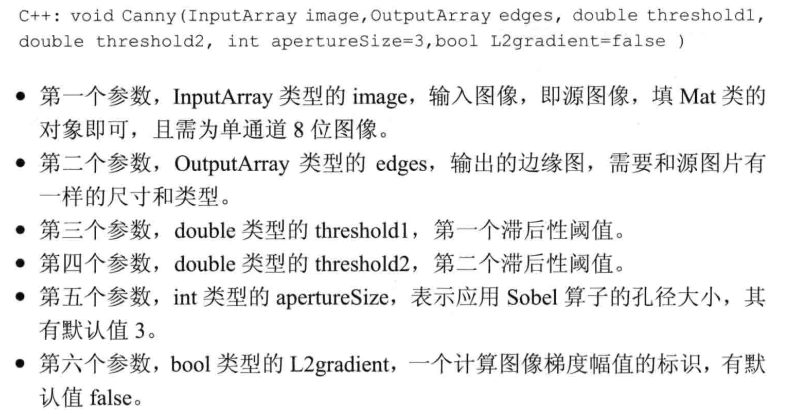 C++: void Canny(InputArray image,OutputArray edges, double threshold1,
double threshold2, int apertureSize=3,bool L2gradient=false )
● 第一个参数，InputArray 类型的 image，输入图像，即源图像，填 Mat 类的
对象即可，且需为单通道 8 位图像。
● 第二个参数，OutputArray 类型的 edges，输出的边缘图，需要和源图片有
一样的尺寸和类型。
● 第三个参数，double 类型的 threshold1，第一个滞后性阈值。
● 第四个参数，double 类型的 threshold2，第二个滞后性阈值。
● 第五个参数，int 类型的 apertureSize，表示应用 Sobel 算子的孔径大小，其
有默认值 3。
● 第六个参数，bool 类型的 L2gradient，一个计算图像梯度幅值的标识，有默
认值 false。